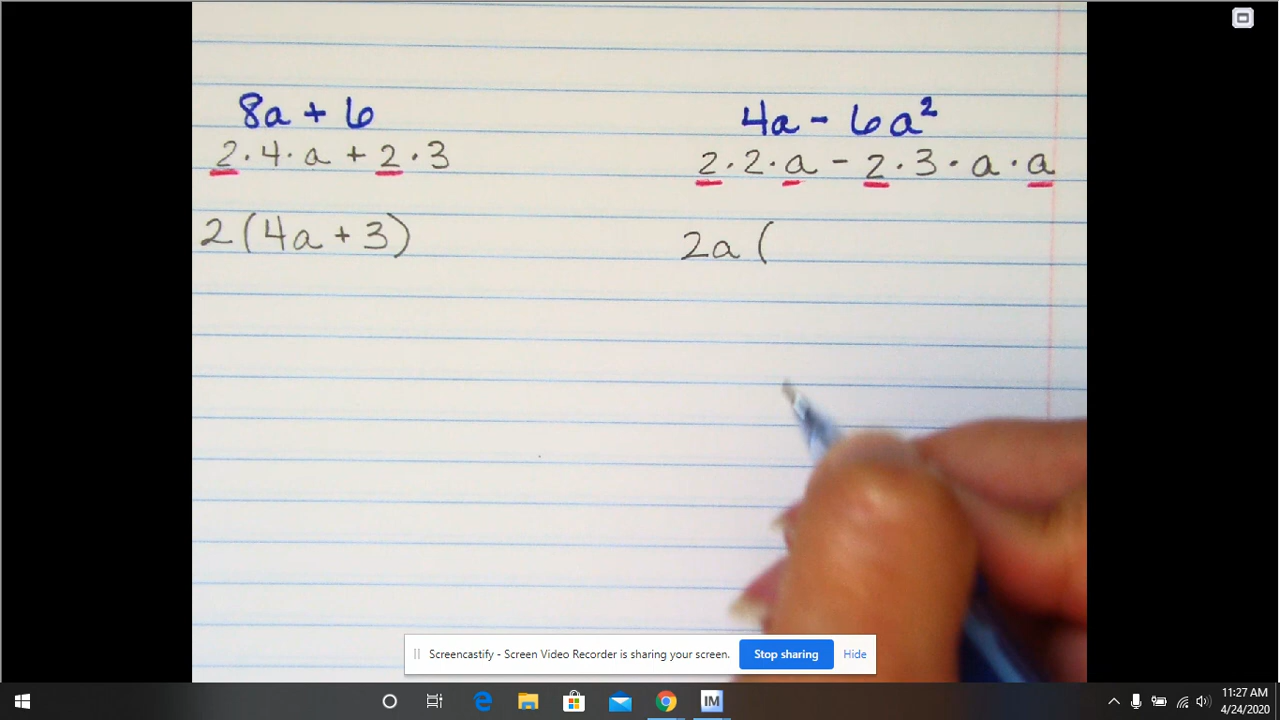 8a + 6
2·4·a + 2·3
2(4a + 3)
4a - 6a²
2·2·a - 2·3·a·a
2a (
Screencastify - Screen Video Recorder is sharing your screen.
Stop sharing
Hide
IM
11:27 AM
4/24/2020